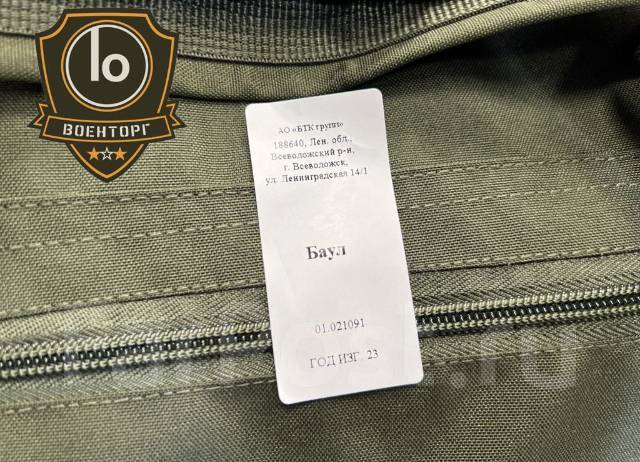 10
ВОЕНТОРГ
АО «БТК групп»
188640, Лен. обл.,
Всеволожский р-н,
г. Всеволожск,
ул. Ленинградская 14/1
Баул
01.021091
ГОД ИЗГ 23